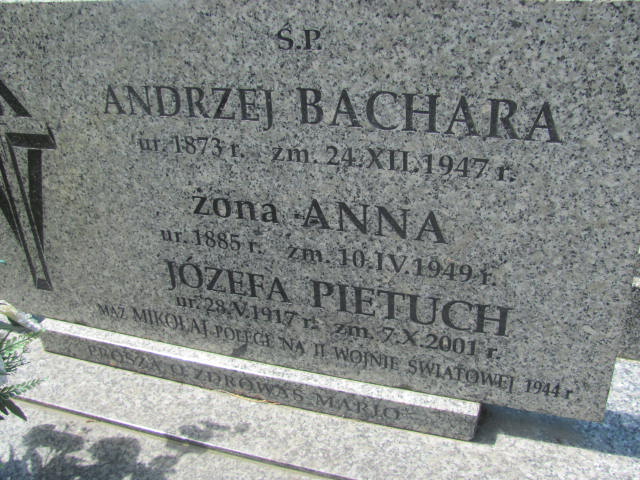 Ś.P.
ANDRZEJ BACHARA
ur. 1873 r. zm. 24.XII.1947 r.
żona ANNA
ur. 1885 r. zm. 10.IV.1949 r.
JÓZEFA PIETUCH
ur. 28.V.1917 r. zm. 7.X.2001 r.
MĄŻ MIKOŁAJ POLEGŁ NA II WOJNIE ŚWIATOWEJ 1944 r
PROSZĄ O ZDROWAŚ MARIO